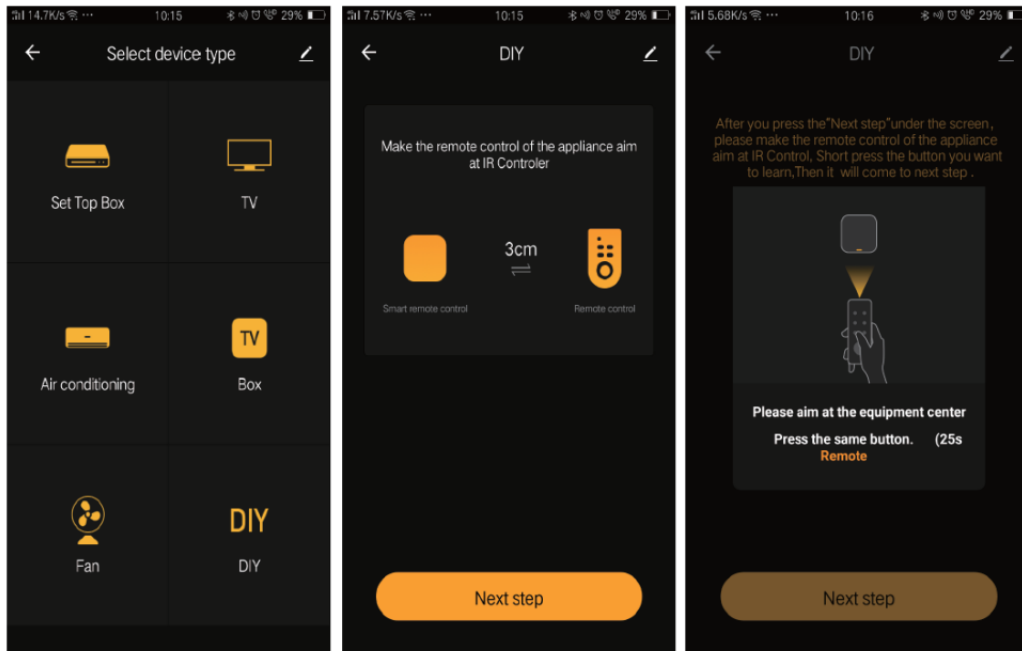 14.7K/s ··· 10:15 29%
Select device type
Set Top Box
TV
Air conditioning
TV
Box
Fan
DIY
DIY
7.57K/s ··· 10:15 29%
DIY
Make the remote control of the appliance aim
at IR Controler
3cm
Smart remote control
Remote control
Next step
5.68K/s ··· 10:16 29%
DIY
After you press the"Next step"under the screen,
please make the remote control of the appliance
aim at IR Control, Short press the button you want
to learn,Then it will come to next step .
Please aim at the equipment center
Press the same button. (25s
Remote
Next step